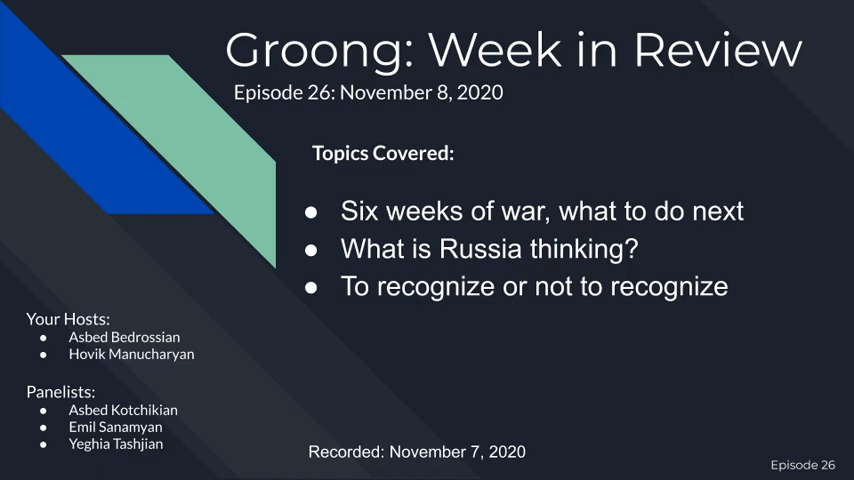 Groong: Week in Review
Episode 26: November 8, 2020
Topics Covered:
● Six weeks of war, what to do next
● What is Russia thinking?
● To recognize or not to recognize
Your Hosts:
● Asbed Bedrossian
● Hovik Manucharyan
Panelists:
● Asbed Kotchikian
● Emil Sanamyan
● Yeghia Tashjian
Recorded: November 7, 2020
Episode 26